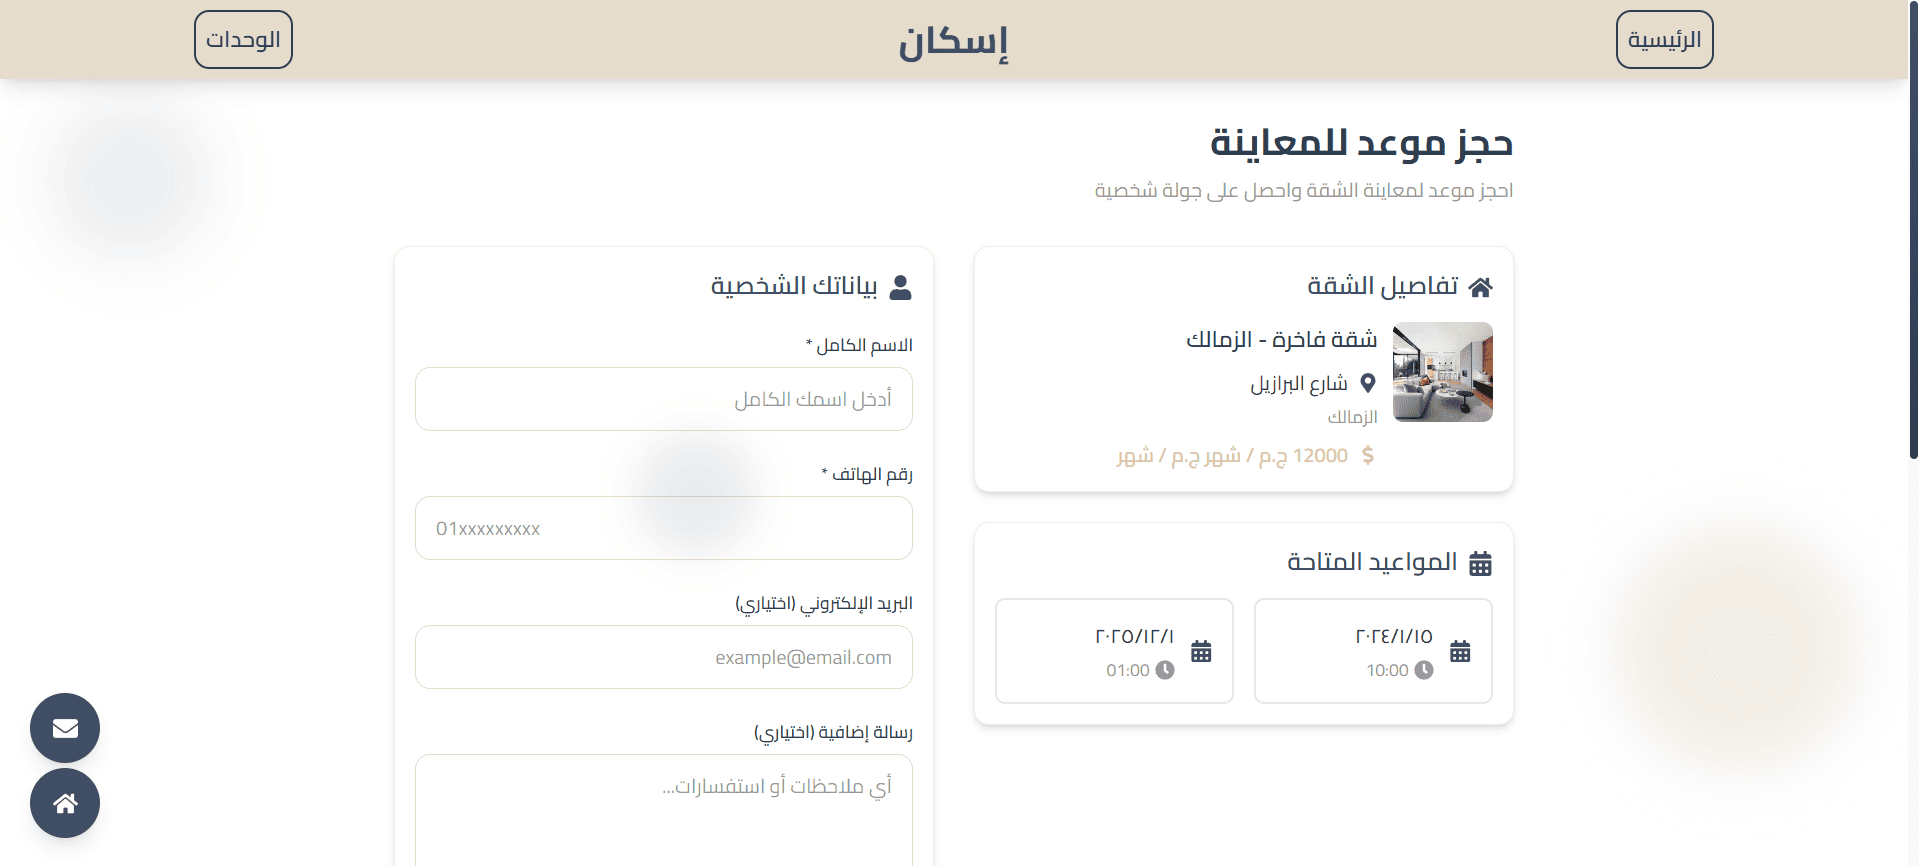 الرئيسية
إسكان
الوحدات
حجز موعد للمعاينة
احجز موعد لمعاينة الشقة واحصل على جولة شخصية
تفاصيل الشقة
شقة فاخرة - الزمالك
شارع البرازيل
الزمالك
12000 ج.م / شهر ج.م / شهر
المواعيد المتاحة
٢٠٢٤/١/١٥
10:00
٢٠٢٥/١٢/١
01:00
بياناتك الشخصية
الاسم الكامل *
أدخل اسمك الكامل
رقم الهاتف *
01xxxxxxxxx
البريد الإلكتروني (اختياري)
example@email.com
رسالة إضافية (اختياري)
أي ملاحظات أو استفسارات...